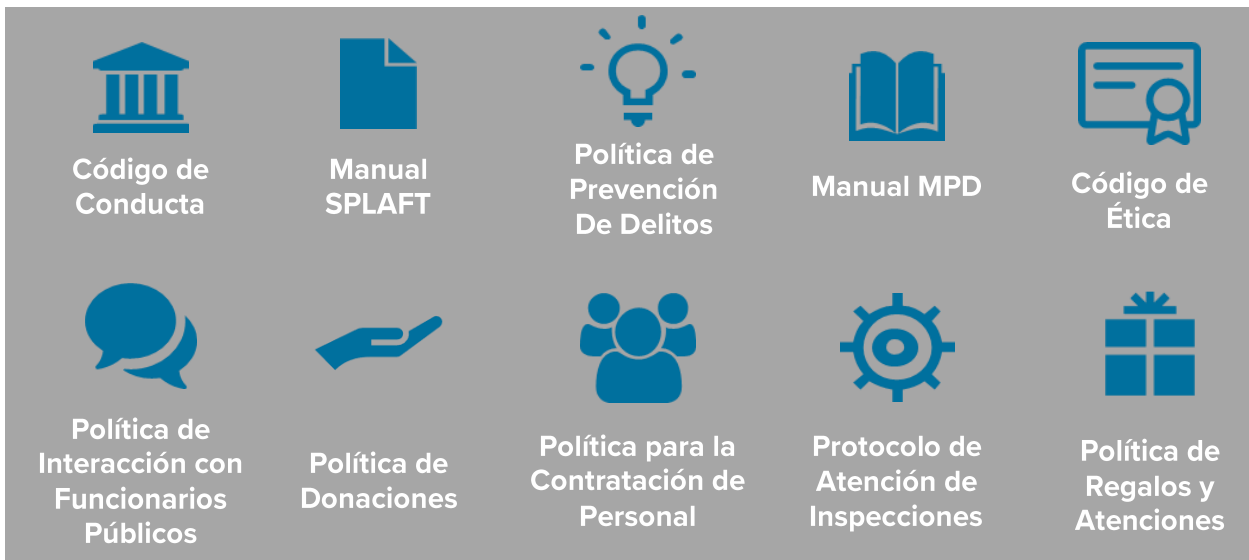 Código de
Conducta
Manual
SPLAFT
Política de
Prevención
De Delitos
Manual MPD
Código de
Ética
Política de
Interacción con
Funcionarios
Públicos
Política de
Donaciones
Política para la
Contratación de
Personal
Protocolo de
Atención de
Inspecciones
Política de
Regalos y
Atenciones